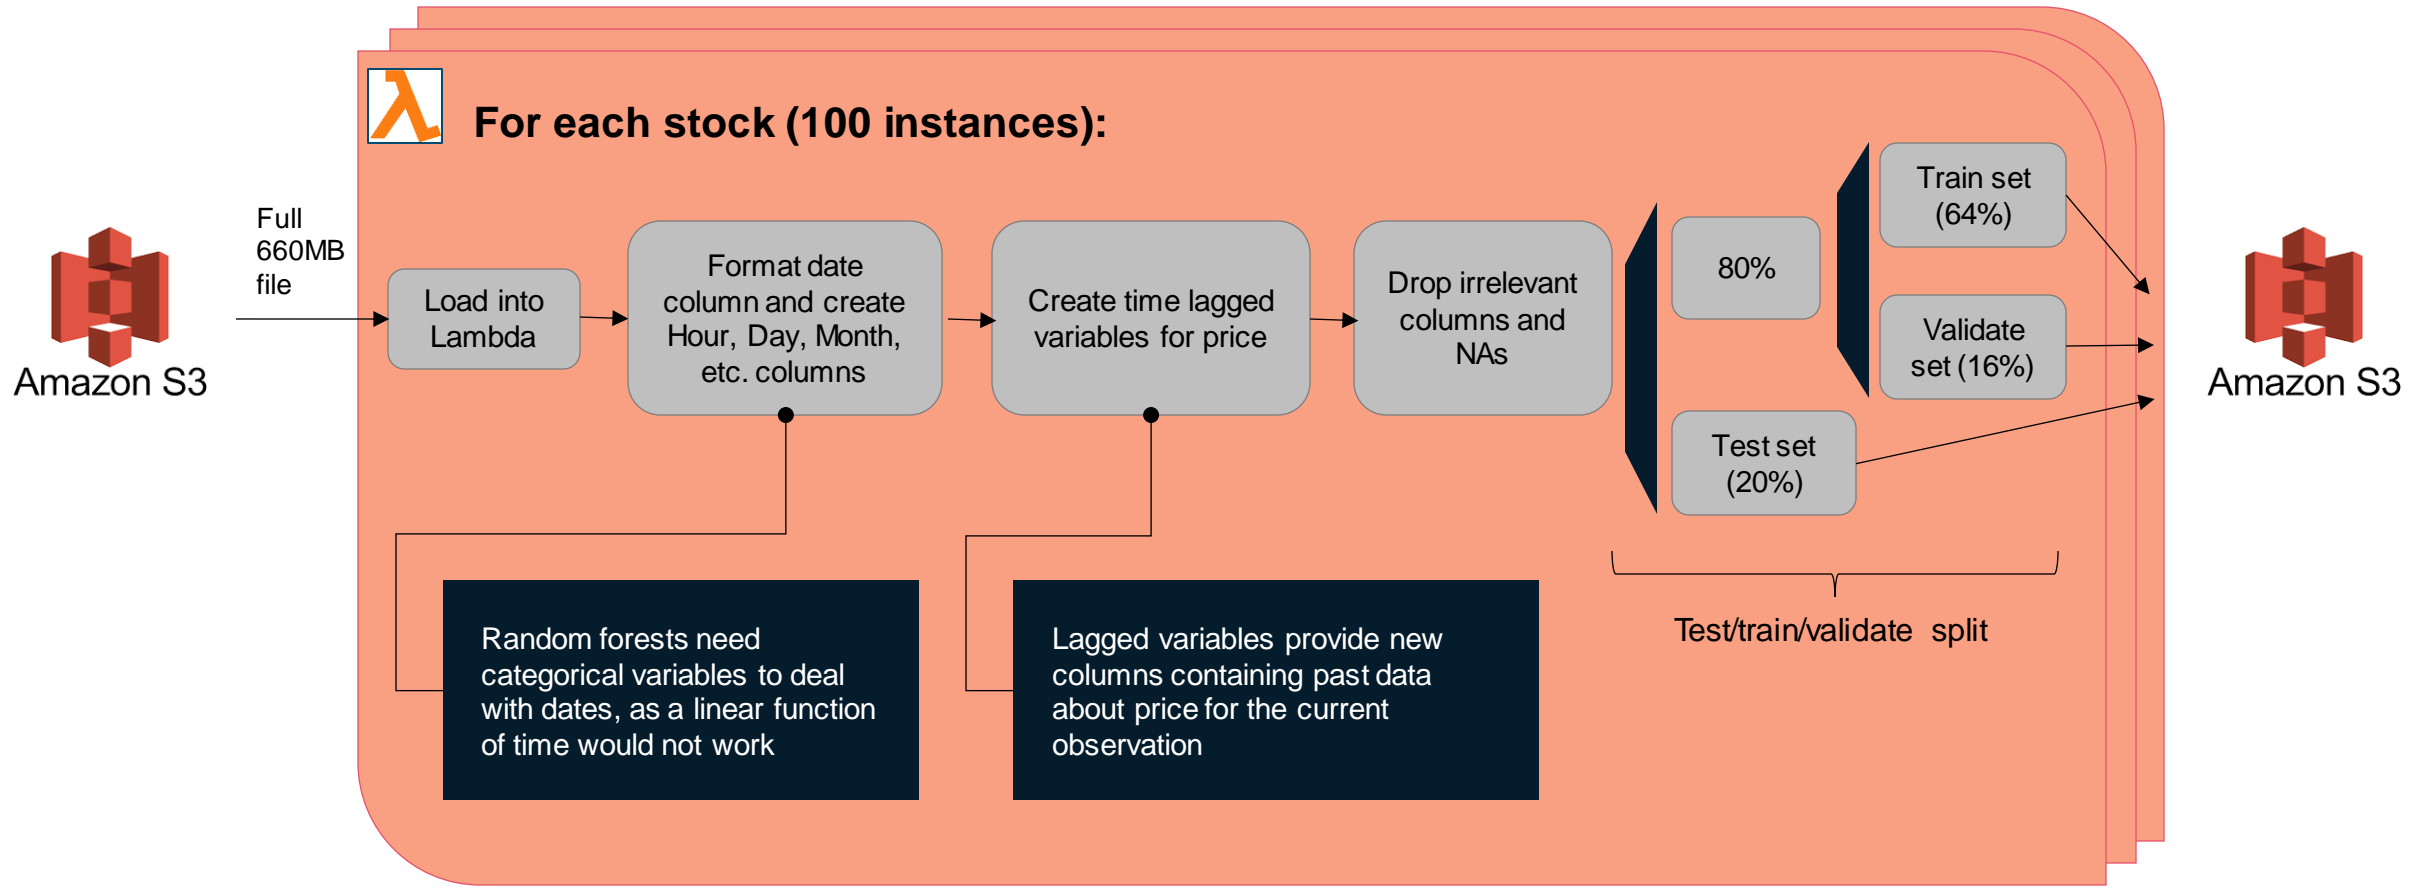 For each stock (100 instances):
Full
660MB
file
Amazon S3
Load into
Lambda
Format date
column and create
Hour, Day, Month,
etc. columns
Create time lagged
variables for price
Drop irrelevant
columns and
NAs
80%
Test set
(20%)
Train set
(64%)
Validate
set (16%)
Amazon S3
Random forests need
categorical variables to deal
with dates, as a linear function
of time would not work
Lagged variables provide new
columns containing past data
about price for the current
observation
Test/train/validate split